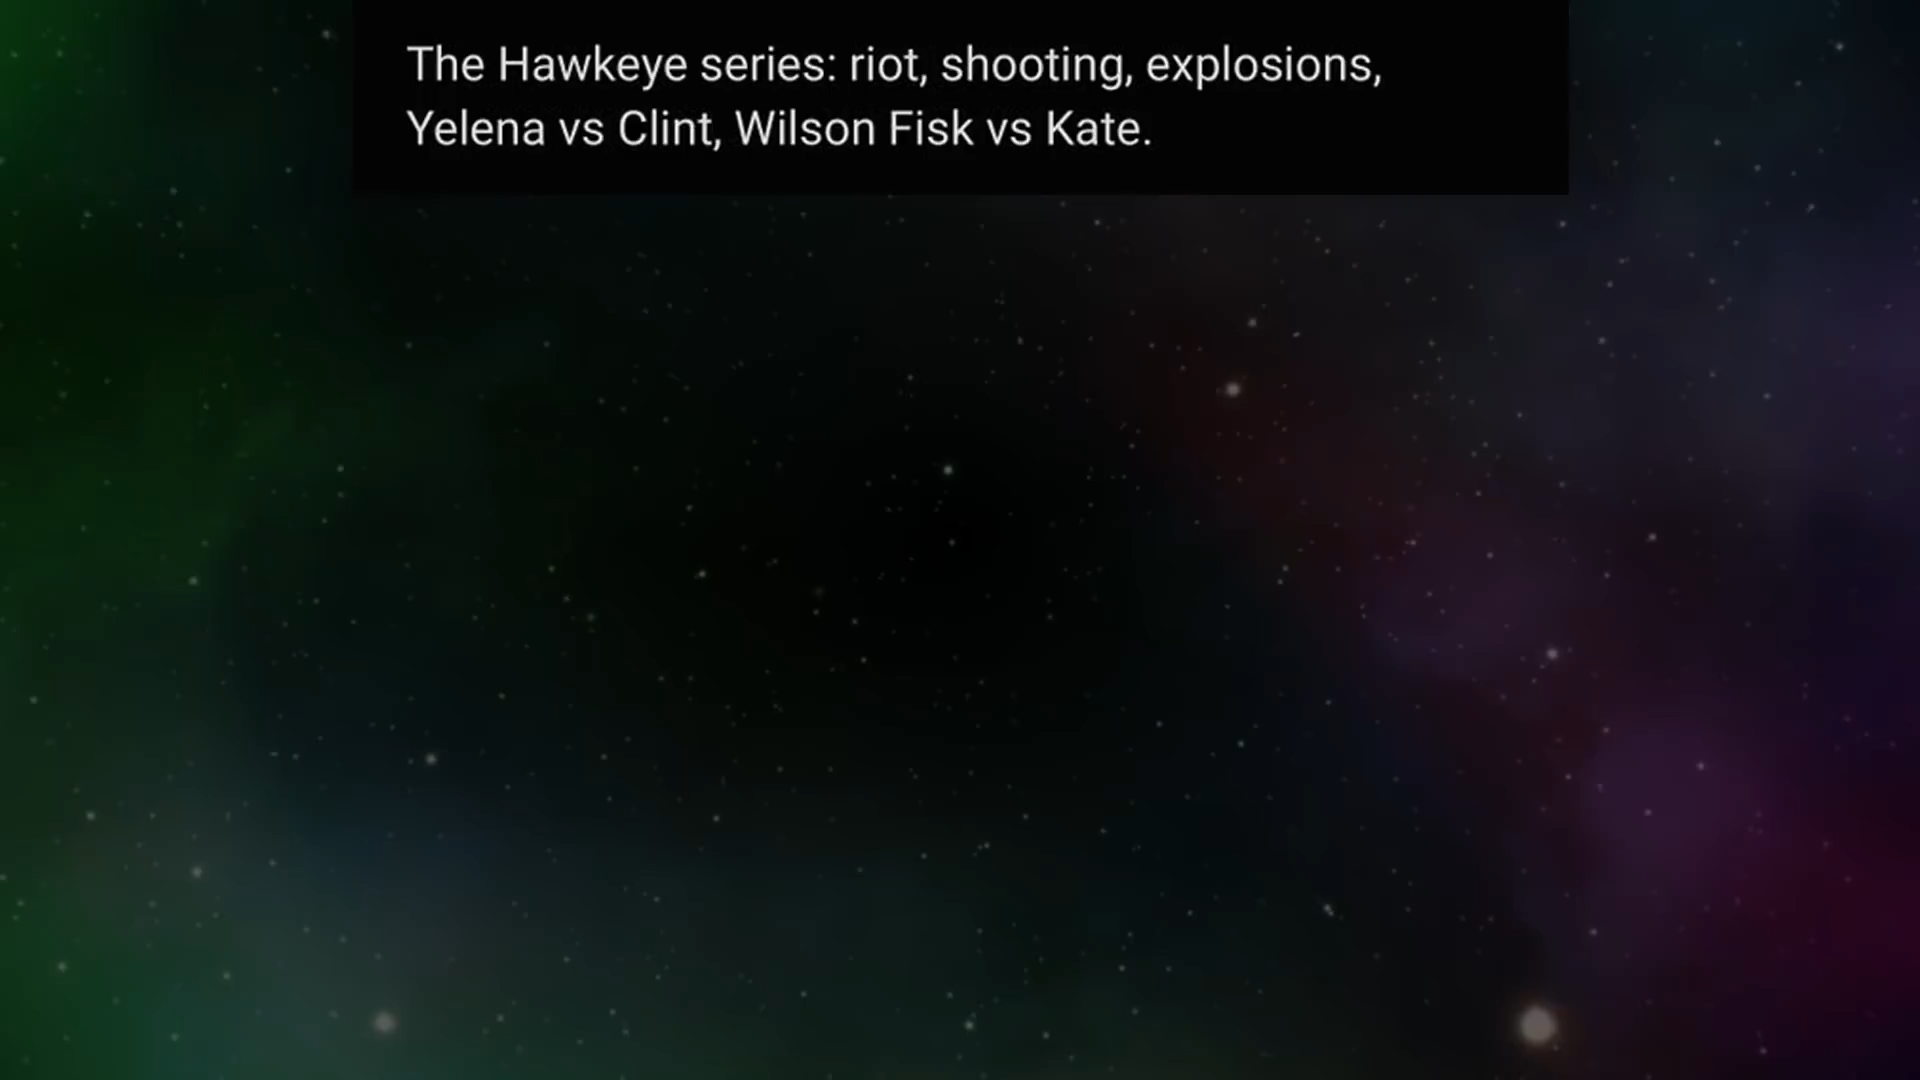 The Hawkeye series: riot, shooting, explosions,
Yelena vs Clint, Wilson Fisk vs Kate.